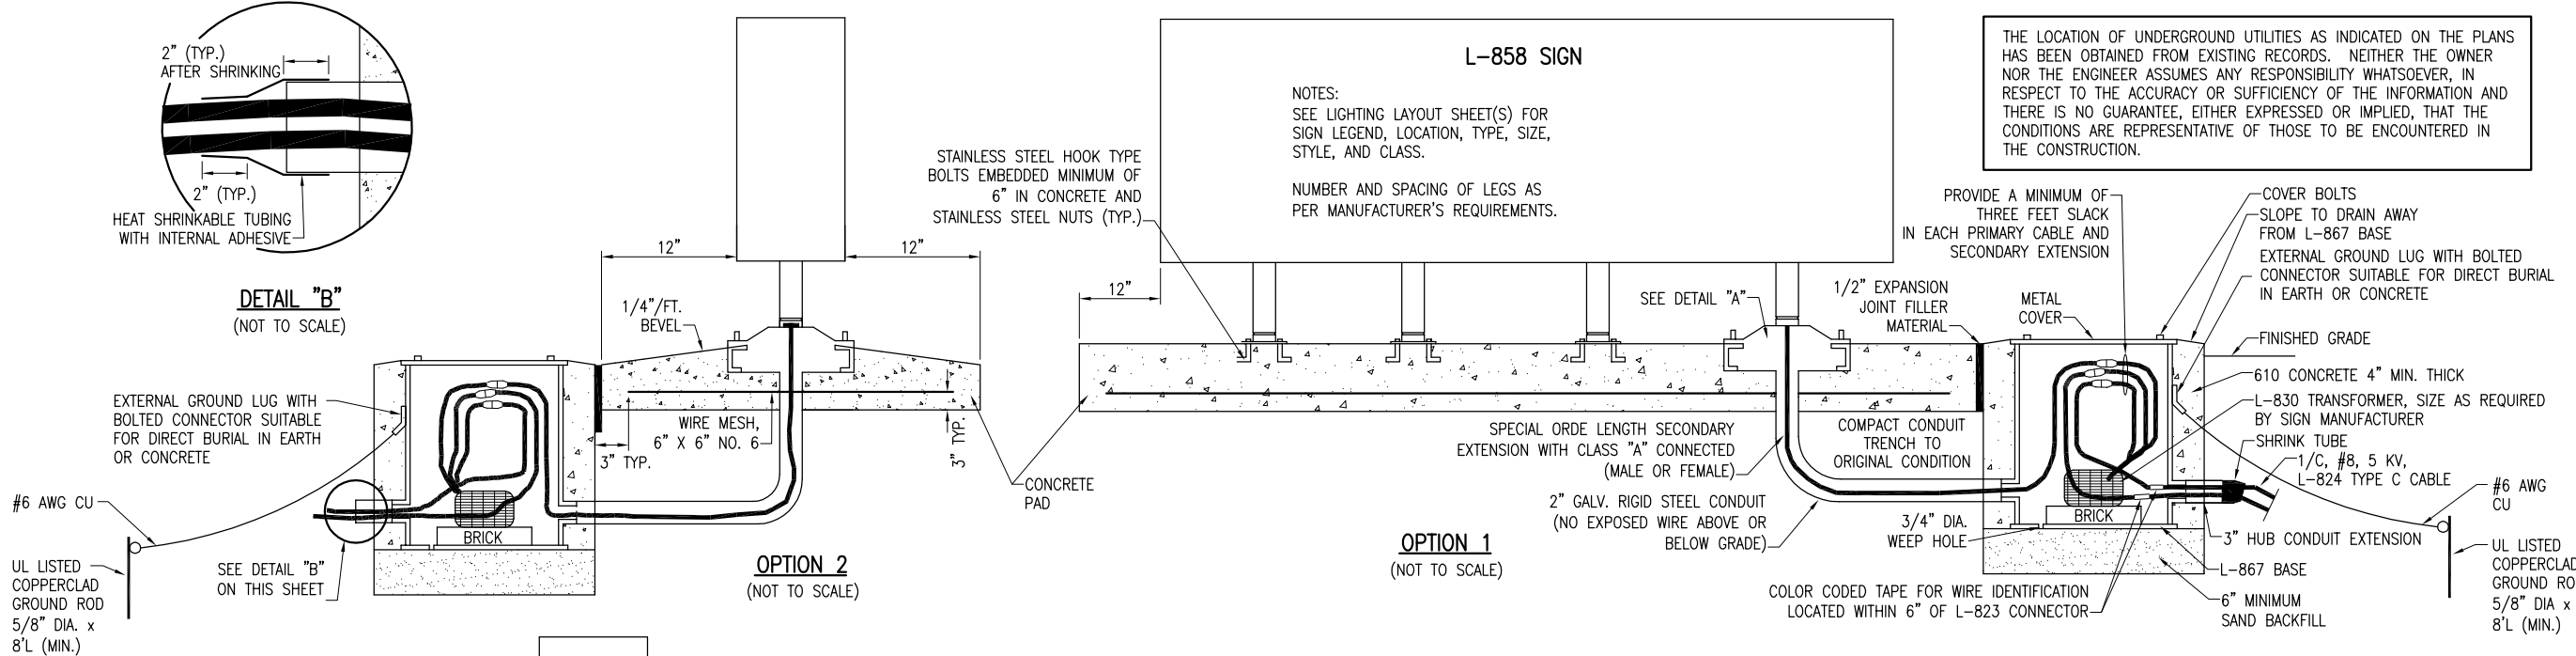 2" (TYP.)
AFTER SHRINKING
2" (TYP.)
HEAT SHRINKABLE TUBING
WITH INTERNAL ADHESIVE
DETAIL "B"
(NOT TO SCALE)
12"
12"
1/4"/FT.
BEVEL
EXTERNAL GROUND LUG WITH
BOLTED CONNECTOR SUITABLE
FOR DIRECT BURIAL IN EARTH
OR CONCRETE
WIRE MESH,
6" X 6" NO. 6
3" TYP.
3" TYP.
CONCRETE
PAD
#6 AWG CU
BRICK
UL LISTED
COPPERCLAD
GROUND ROD
5/8" DIA. x
8'L (MIN.)
SEE DETAIL "B"
ON THIS SHEET
OPTION 2
(NOT TO SCALE)
L-858 SIGN
NOTES:
SEE LIGHTING LAYOUT SHEET(S) FOR
SIGN LEGEND, LOCATION, TYPE, SIZE,
STYLE, AND CLASS.
NUMBER AND SPACING OF LEGS AS
PER MANUFACTURER'S REQUIREMENTS.
STAINLESS STEEL HOOK TYPE
BOLTS EMBEDDED MINIMUM OF
6" IN CONCRETE AND
STAINLESS STEEL NUTS (TYP.)
12"
SEE DETAIL "A"
1/2" EXPANSION
JOINT FILLER
MATERIAL
SPECIAL ORDE LENGTH SECONDARY
EXTENSION WITH CLASS "A" CONNECTED
(MALE OR FEMALE)
COMPACT CONDUIT
TRENCH TO
ORIGINAL CONDITION
2" GALV. RIGID STEEL CONDUIT
(NO EXPOSED WIRE ABOVE OR
BELOW GRADE)
3/4" DIA.
WEEP HOLE
OPTION 1
(NOT TO SCALE)
COLOR CODED TAPE FOR WIRE IDENTIFICATION
LOCATED WITHIN 6" OF L-823 CONNECTOR
THE LOCATION OF UNDERGROUND UTILITIES AS INDICATED ON THE PLANS
HAS BEEN OBTAINED FROM EXISTING RECORDS. NEITHER THE OWNER
NOR THE ENGINEER ASSUMES ANY RESPONSIBILITY WHATSOEVER, IN
RESPECT TO THE ACCURACY OR SUFFICIENCY OF THE INFORMATION AND
THERE IS NO GUARANTEE, EITHER EXPRESSED OR IMPLIED, THAT THE
CONDITIONS ARE REPRESENTATIVE OF THOSE TO BE ENCOUNTERED IN
THE CONSTRUCTION.
PROVIDE A MINIMUM OF
THREE FEET SLACK
IN EACH PRIMARY CABLE AND
SECONDARY EXTENSION
METAL
COVER
COVER BOLTS
SLOPE TO DRAIN AWAY
FROM L-867 BASE
EXTERNAL GROUND LUG WITH BOLTED
CONNECTOR SUITABLE FOR DIRECT BURIAL
IN EARTH OR CONCRETE
FINISHED GRADE
610 CONCRETE 4" MIN. THICK
L-830 TRANSFORMER, SIZE AS REQUIRED
BY SIGN MANUFACTURER
SHRINK TUBE
1/C, #8, 5 KV,
L-824 TYPE C CABLE
#6 AWG
CU
BRICK
3" HUB CONDUIT EXTENSION
L-867 BASE
6" MINIMUM
SAND BACKFILL
UL LISTED
COPPERCLAD
GROUND RO
5/8" DIA x
8'L (MIN.)